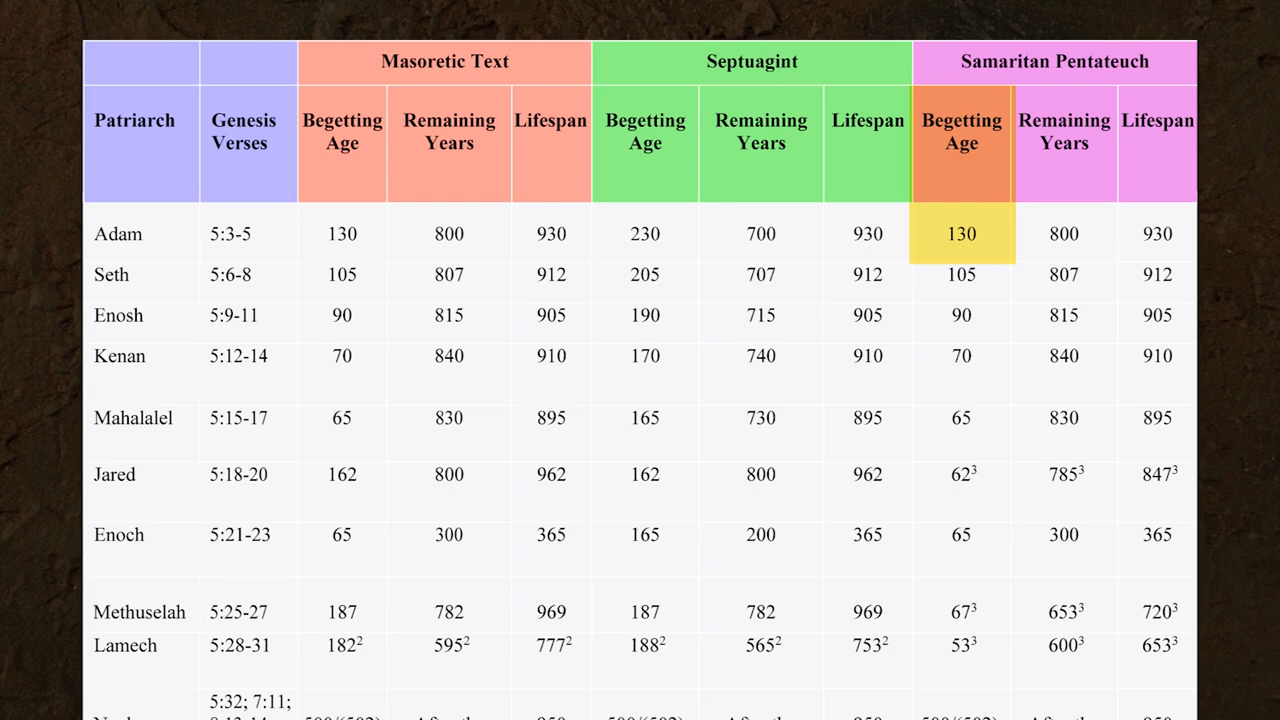 Masoretic Text Septuagint Samaritan Pentateuch
Patriarch Genesis Verses Begetting Age Remaining Years Lifespan Begetting Age Remaining Years Lifespan Begetting Age Remaining Years Lifespan
Adam 5:3-5 130 800 930 230 700 930 130 800 930
Seth 5:6-8 105 807 912 205 707 912 105 807 912
Enosh 5:9-11 90 815 905 190 715 905 90 815 905
Kenan 5:12-14 70 840 910 170 740 910 70 840 910
Mahalalel 5:15-17 65 830 895 165 730 895 65 830 895
Jared 5:18-20 162 800 962 162 800 962 62³ 785³ 847³
Enoch 5:21-23 65 300 365 165 200 365 65 300 365
Methuselah 5:25-27 187 782 969 187 782 969 67³ 653³ 720³
Lamech 5:28-31 182² 595² 777² 188² 565² 753² 53³ 600³ 653³
5:32; 7:11;